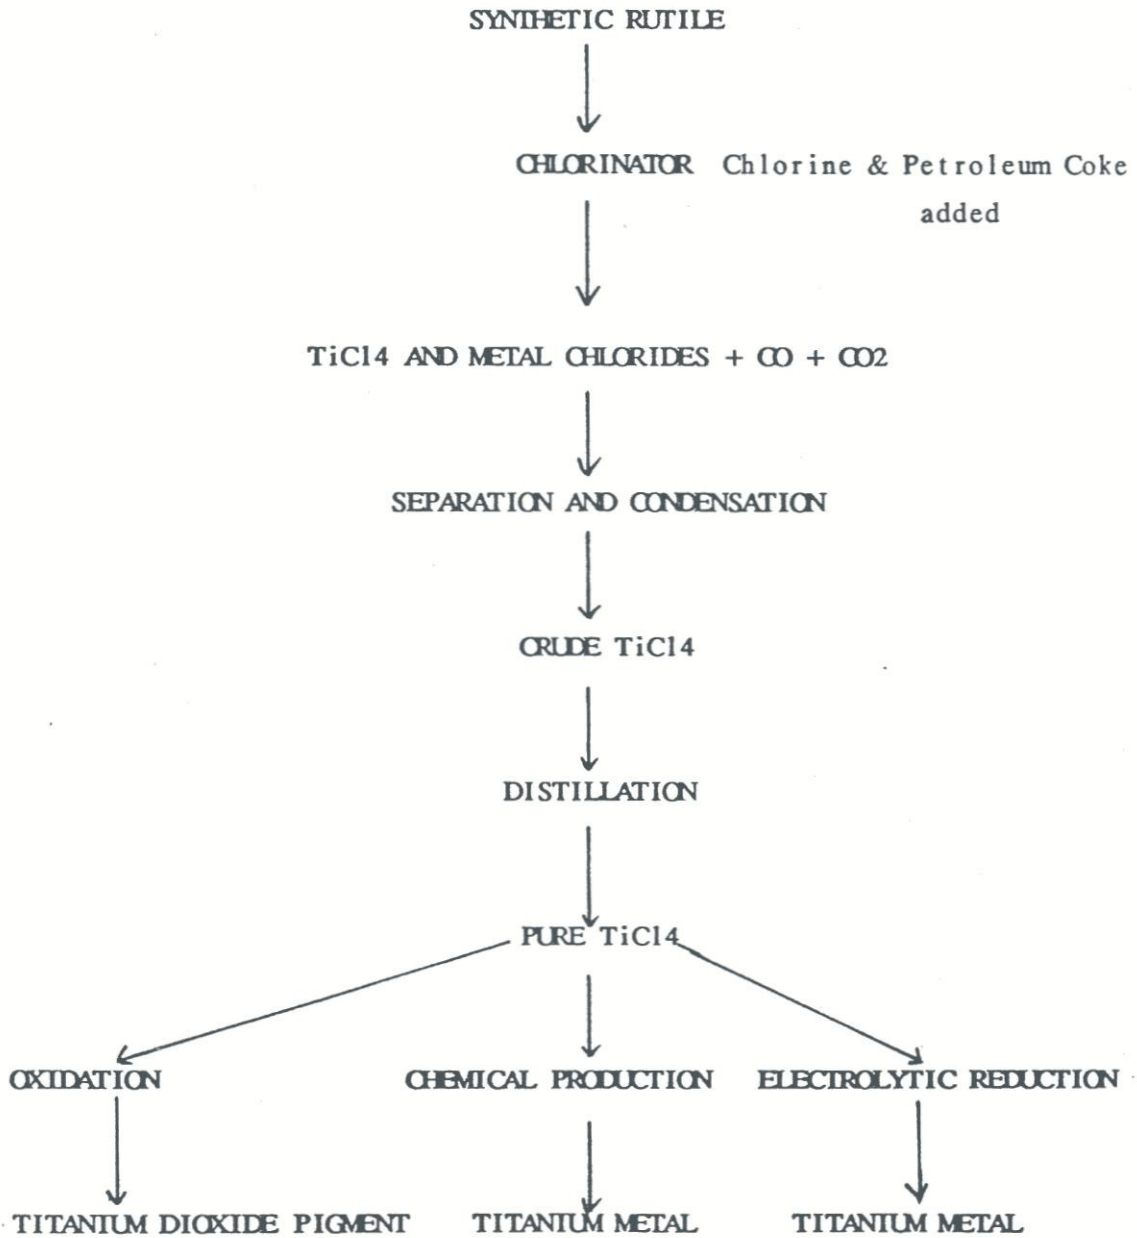 SYNTHETIC RUTILE
CHLORINATOR Chlorine & Petroleum Coke
added
TiCl4 AND METAL CHLORIDES + CO + CO2
SEPARATION AND CONDENSATION
CRUDE TiCl4
DISTILLATION
PURE TiCl4
OXIDATION CHEMICAL PRODUCTION ELECTROLYTIC REDUCTION
TITANIUM DIOXIDE PIGMENT TITANIUM METAL TITANIUM METAL